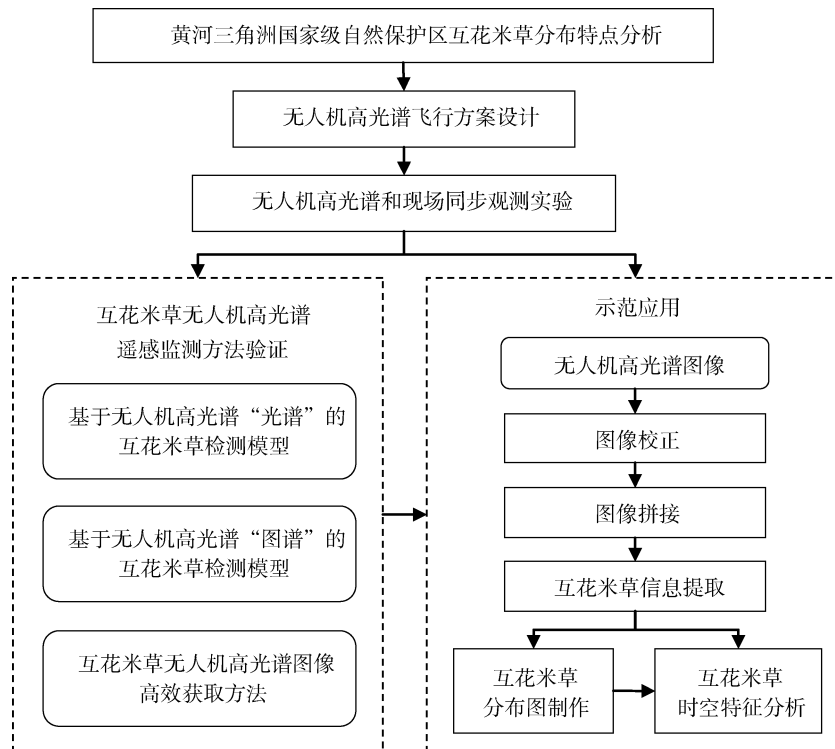 黄河三角洲国家级自然保护区互花米草分布特点分析
无人机高光谱飞行方案设计
无人机高光谱和现场同步观测实验
互花米草无人机高光谱
遥感监测方法验证
基于无人机高光谱“光谱”的
互花米草检测模型
基于无人机高光谱“图谱”的
互花米草检测模型
互花米草无人机高光谱图像
高效获取方法
示范应用
无人机高光谱图像
图像校正
图像拼接
互花米草信息提取
互花米草
分布图制作
互花米草
时空特征分析